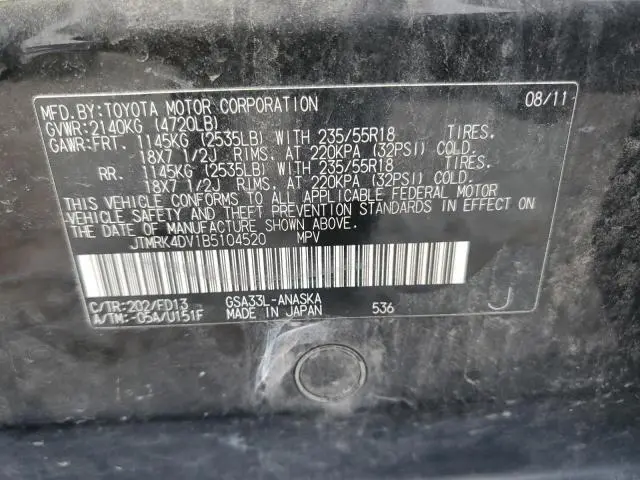 MFD. BY: TOYOTA MOTOR CORPORATION 08/11
GVWR: 2140KG (4720LB)
GAWR: FRT. 1145KG (2535LB) WITH 235/55R18 TIRES.
18X7 1/2J RIMS. AT 220KPA (32PSI) COLD.
RR. 1145KG (2535LB) WITH 235/55R18 TIRES.
18X7 1/2J RIMS. AT 220KPA (32PSI) COLD.
THIS VEHICLE CONFORMS TO ALL APPLICABLE FEDERAL MOTOR
VEHICLE SAFETY AND THEFT PREVENTION STANDARDS IN EFFECT ON
THE DATE OF MANUFACTURE SHOWN ABOVE.
JTMRK4DV1B5104520 MPV
C/TR: 202/FD13 GSA33L-ANASKA
A/TM: -05A/U151F MADE IN JAPAN 536 J